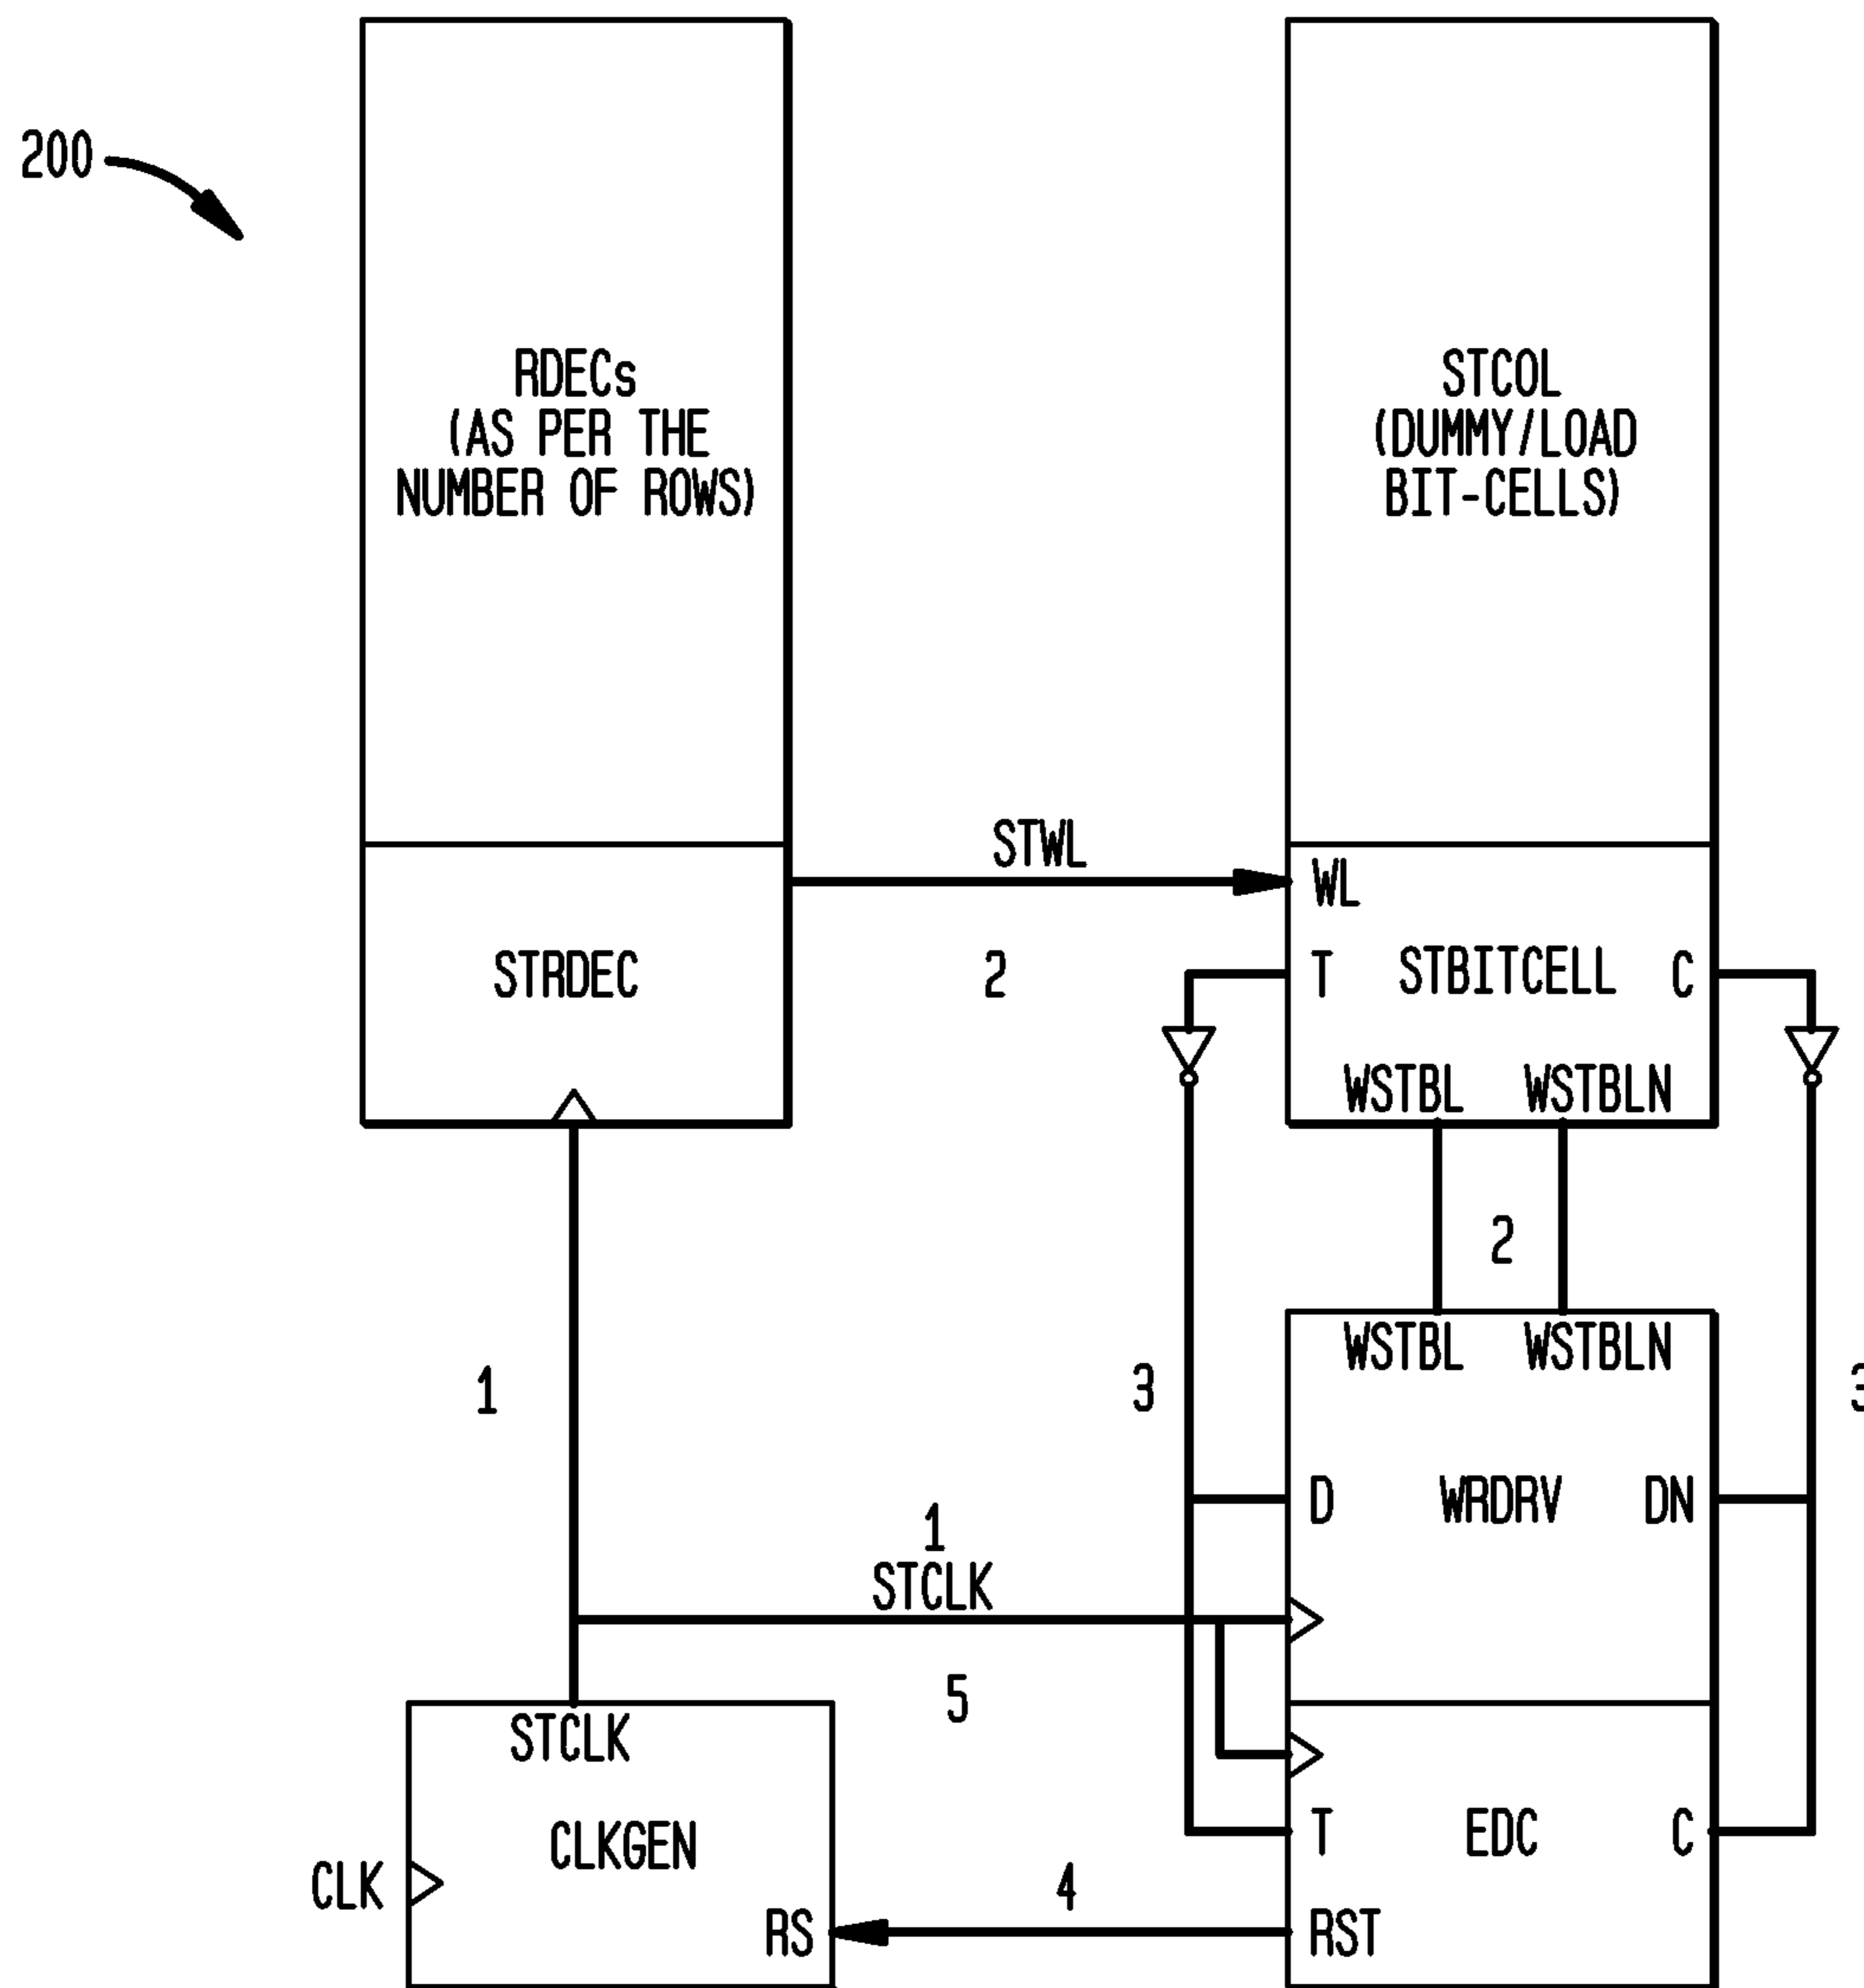 200
RDECs
(AS PER THE
NUMBER OF ROWS)
STCOL
(DUMMY/LOAD
BIT-CELLS)
STWL
WL
STRDEC
2
T
STBITCELL
C
WSTBL
WSTBLN
2
WSTBL
WSTBLN
1
3
3
D
WRDRV
DN
1
STCLK
5
STCLK
CLKGEN
CLK
RS
4
T
EDC
C
RST